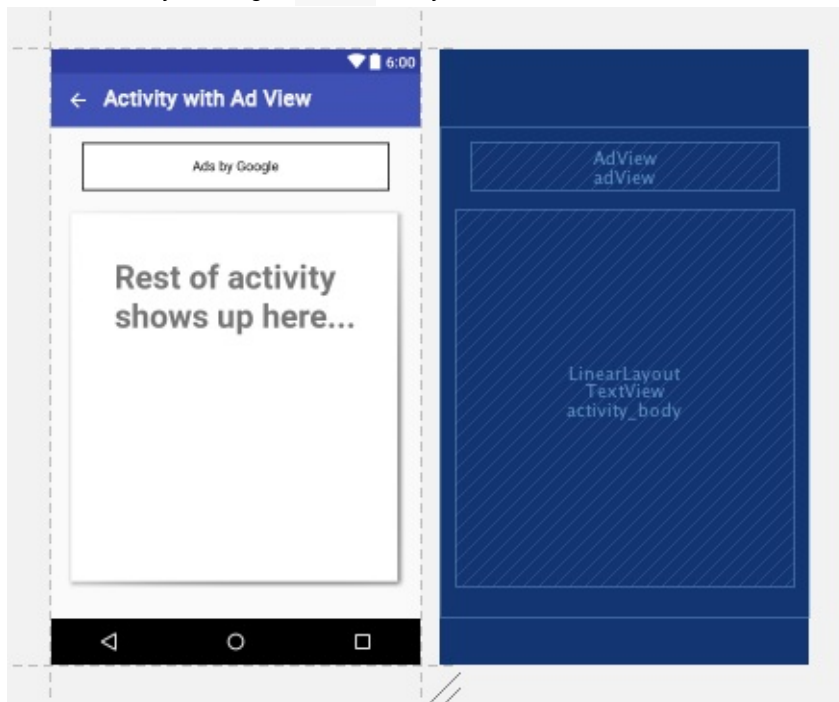 6:00
Activity with Ad View
Ads by Google
Rest of activity
shows up here...
AdView
adView
LinearLayout
TextView
activity_body